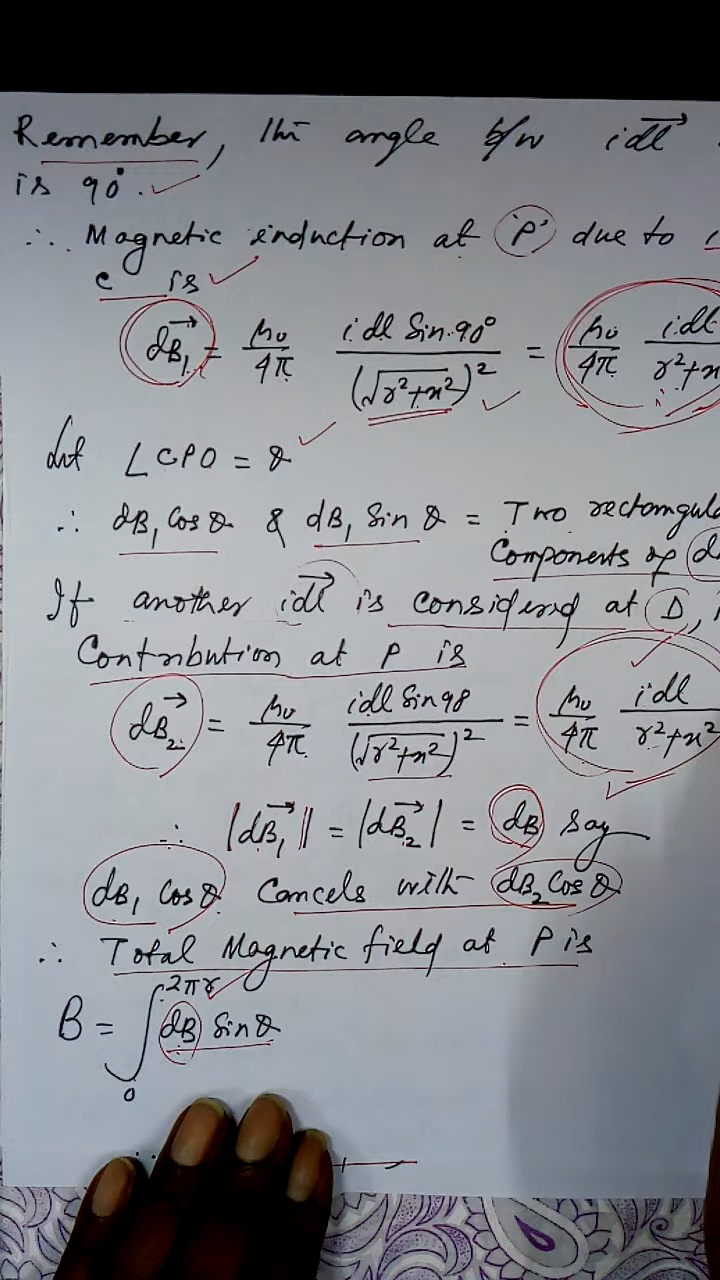 Remember, The angle b/w idl
is 90°.
∴ Magnetic induction at 'P' due to
c is
dB₁ = μ₀/4π idl Sin 90°/(√r²+x²)² = μ₀/4π idl/r²+x
Let ∠CPO = θ
∴ dB₁ Cos θ & dB₁ Sin θ = Two rectangula
Components of d
If another idl is considered at D,
Contribution at P is
dB₂ = μ₀/4π idl Sin 90/(√r²+x²)² = μ₀/4π idl/r²+x²
∴ |dB₁| = |dB₂| = dB say
dB₁ Cos θ Cancels with dB₂ Cos θ
∴ Total Magnetic field at P is
B = ∫₀^2πr dB Sin θ